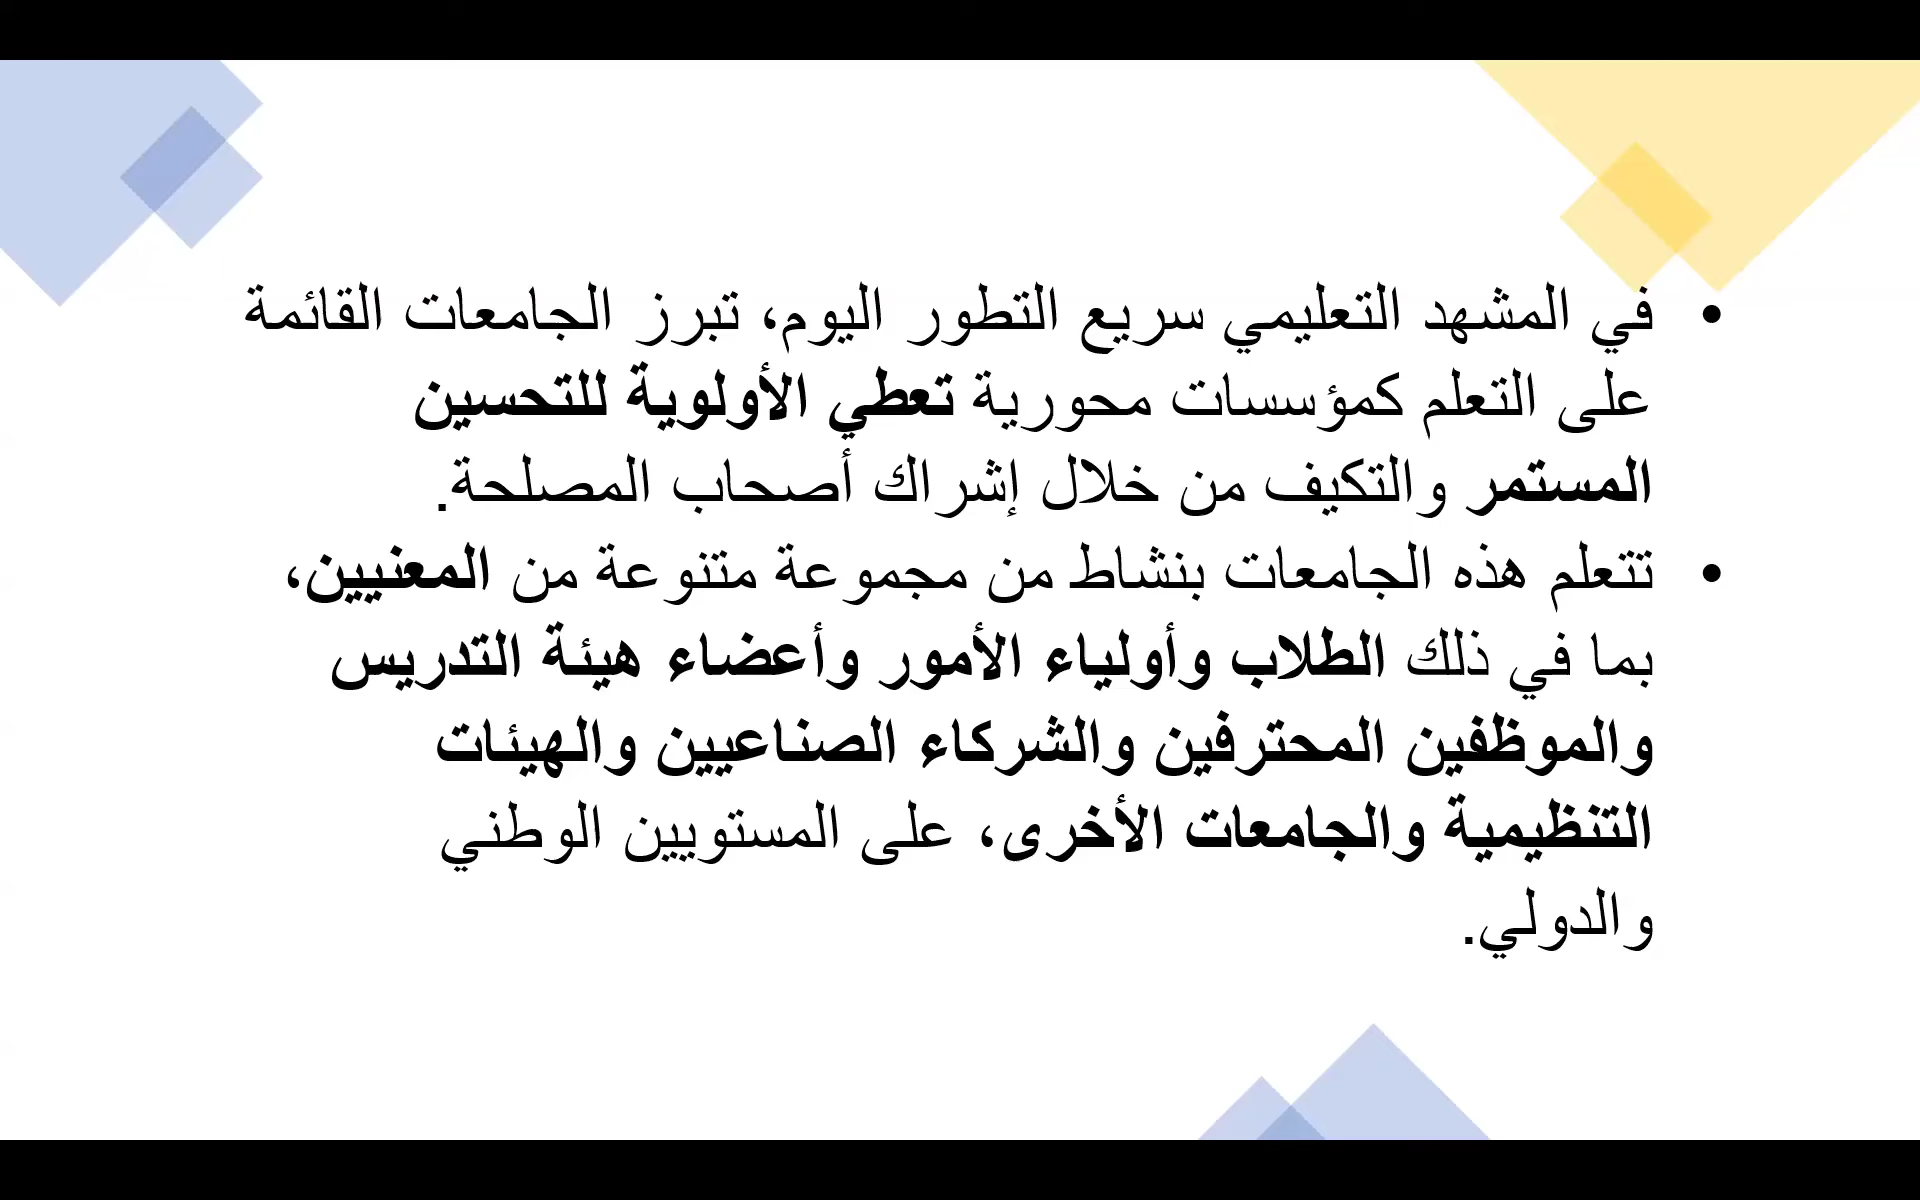 • في المشهد التعليمي سريع التطور اليوم، تبرز الجامعات القائمة
على التعلم كمؤسسات محورية تعطي الأولوية للتحسين
المستمر والتكيف من خلال إشراك أصحاب المصلحة.
• تتعلم هذه الجامعات بنشاط من مجموعة متنوعة من المعنيين،
بما في ذلك الطلاب وأولياء الأمور وأعضاء هيئة التدريس
والموظفين المحترفين والشركاء الصناعيين والهيئات
التنظيمية والجامعات الأخرى، على المستويين الوطني
والدولي.